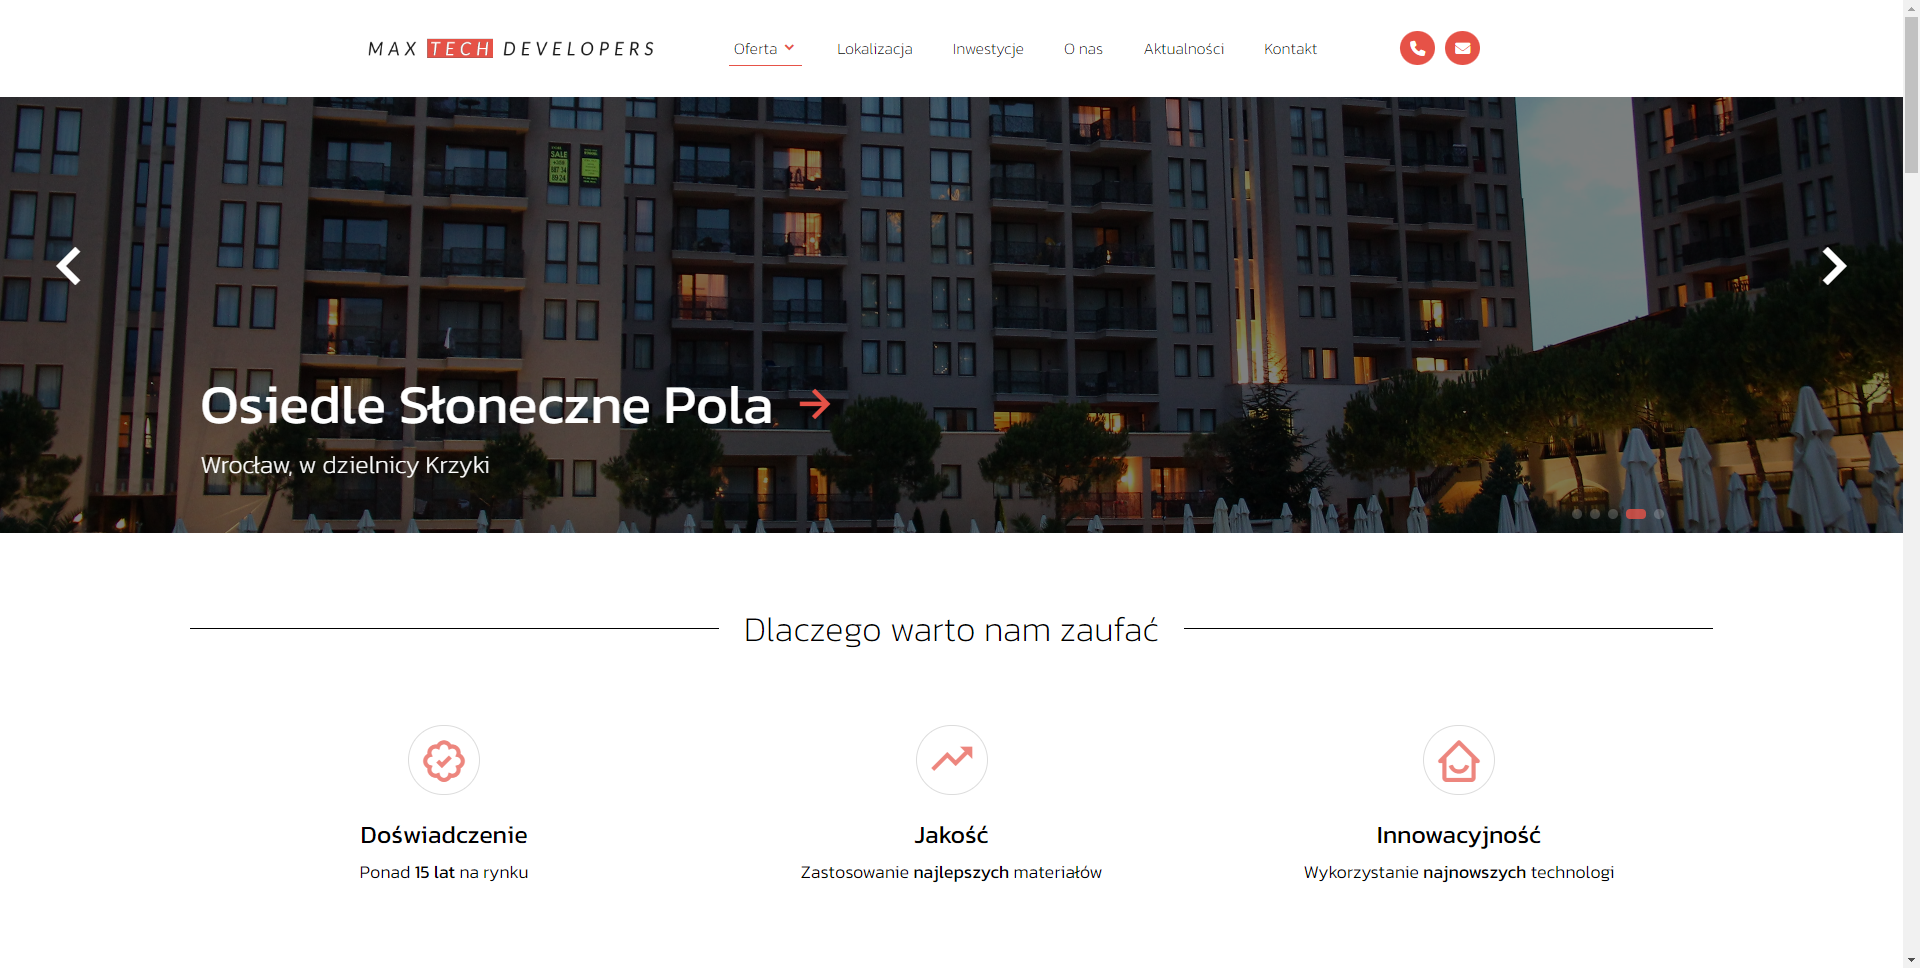 MAX TECH DEVELOPERS
Oferta
Lokalizacja
Inwestycje
O nas
Aktualności
Kontakt
SALE
Osiedle Słoneczne Pola
Wrocław, w dzielnicy Krzyki
Dlaczego warto nam zaufać
Doświadczenie
Ponad 15 lat na rynku
Jakość
Zastosowanie najlepszych materiałów
Innowacyjność
Wykorzystanie najnowszych technologi